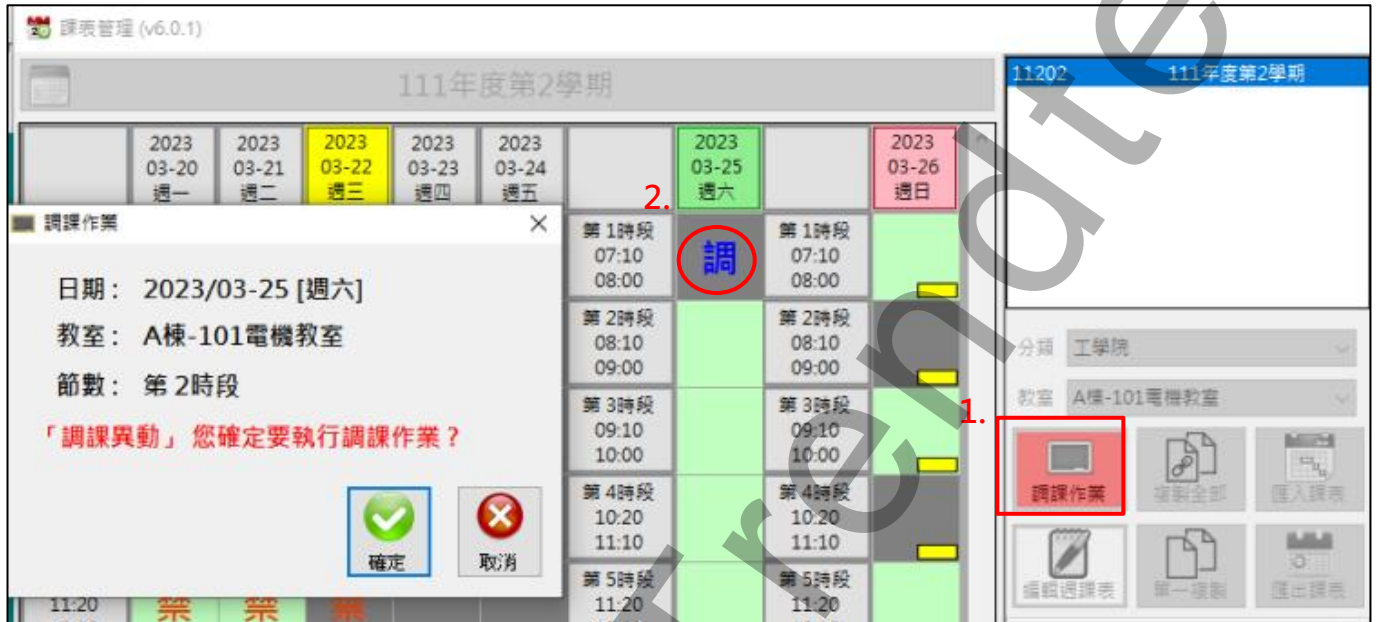 課表管理 (v6.0.1)
111年度第2學期
11202 111年度第2學期
2023 03-20 週一
2023 03-21 週二
2023 03-22 週三
2023 03-23 週四
2023 03-24 週五
2023 03-25 週六
2023 03-26 週日
2.
調課作業
日期: 2023/03-25 [週六]
教室: A棟-101電機教室
節數: 第 2時段
「調課異動」您確定要執行調課作業?
確定
取消
第 1時段 07:10 08:00
調
第 1時段 07:10 08:00
第 2時段 08:10 09:00
第 2時段 08:10 09:00
第 3時段 09:10 10:00
第 3時段 09:10 10:00
第 4時段 10:20 11:10
第 4時段 10:20 11:10
第 5時段 11:20
第 5時段 11:20
11:20 禁 禁 禁
分類 工學院
教室 A棟-101電機教室
1.
調課作業
複製全部
匯入課表
編輯週課表
單一複製
匯出課表
Trendte